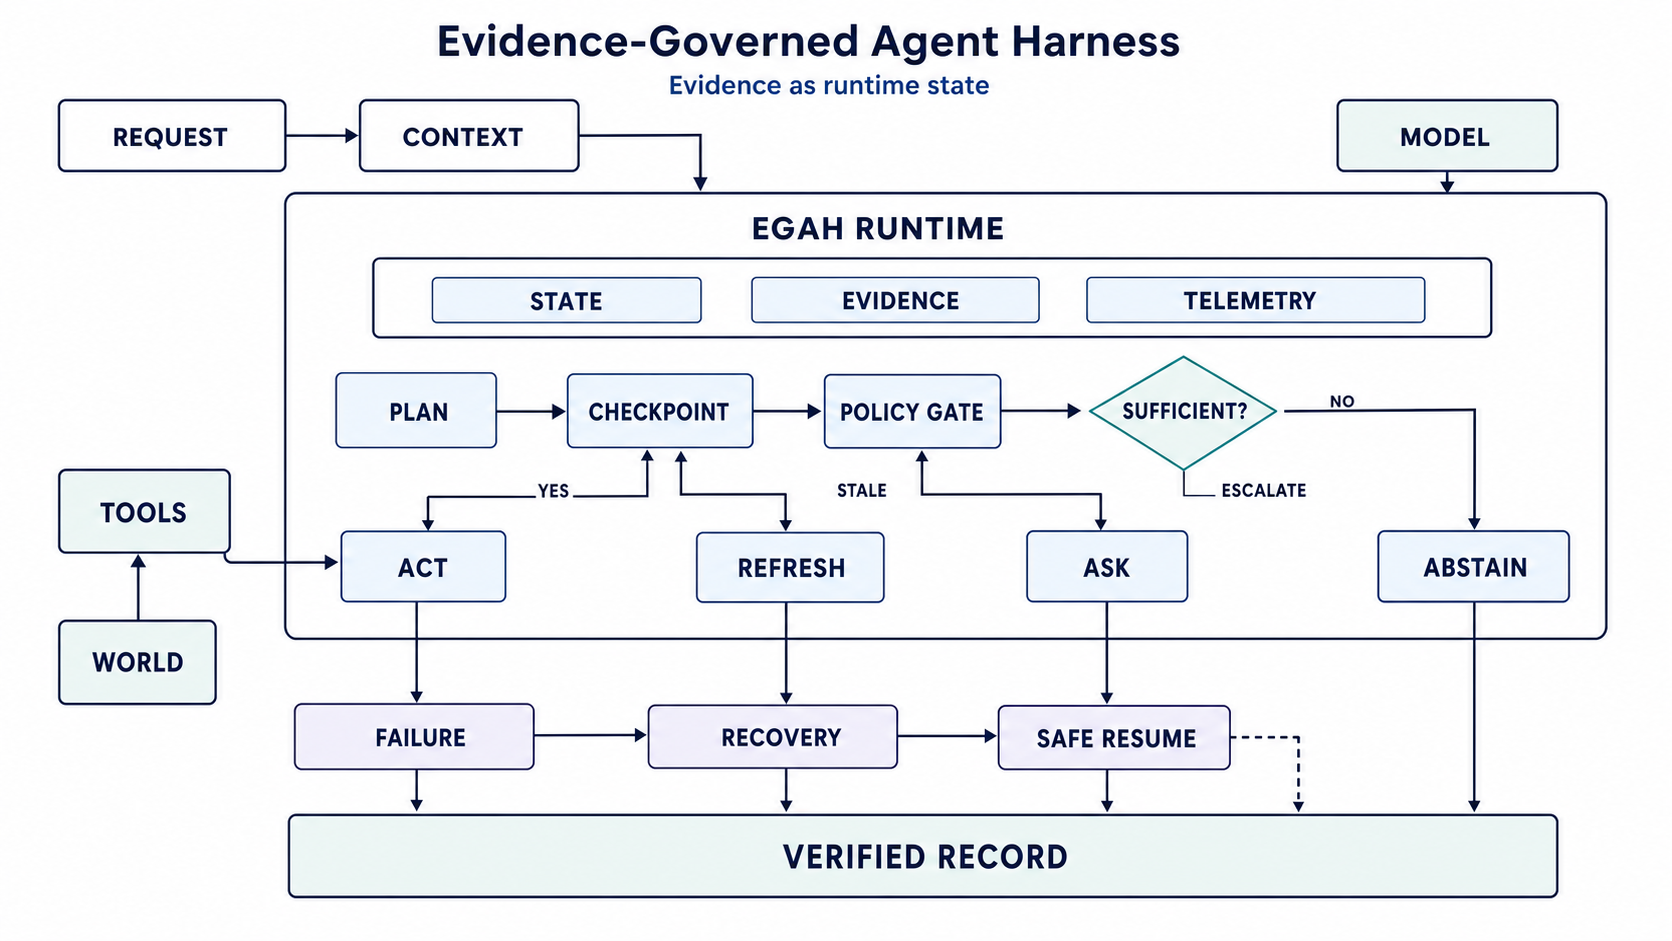 Evidence-Governed Agent Harness
Evidence as runtime state
REQUEST
CONTEXT
MODEL
EGAH RUNTIME
STATE
EVIDENCE
TELEMETRY
PLAN
CHECKPOINT
POLICY GATE
SUFFICIENT?
NO
YES
STALE
ESCALATE
TOOLS
ACT
REFRESH
ASK
ABSTAIN
WORLD
FAILURE
RECOVERY
SAFE RESUME
VERIFIED RECORD